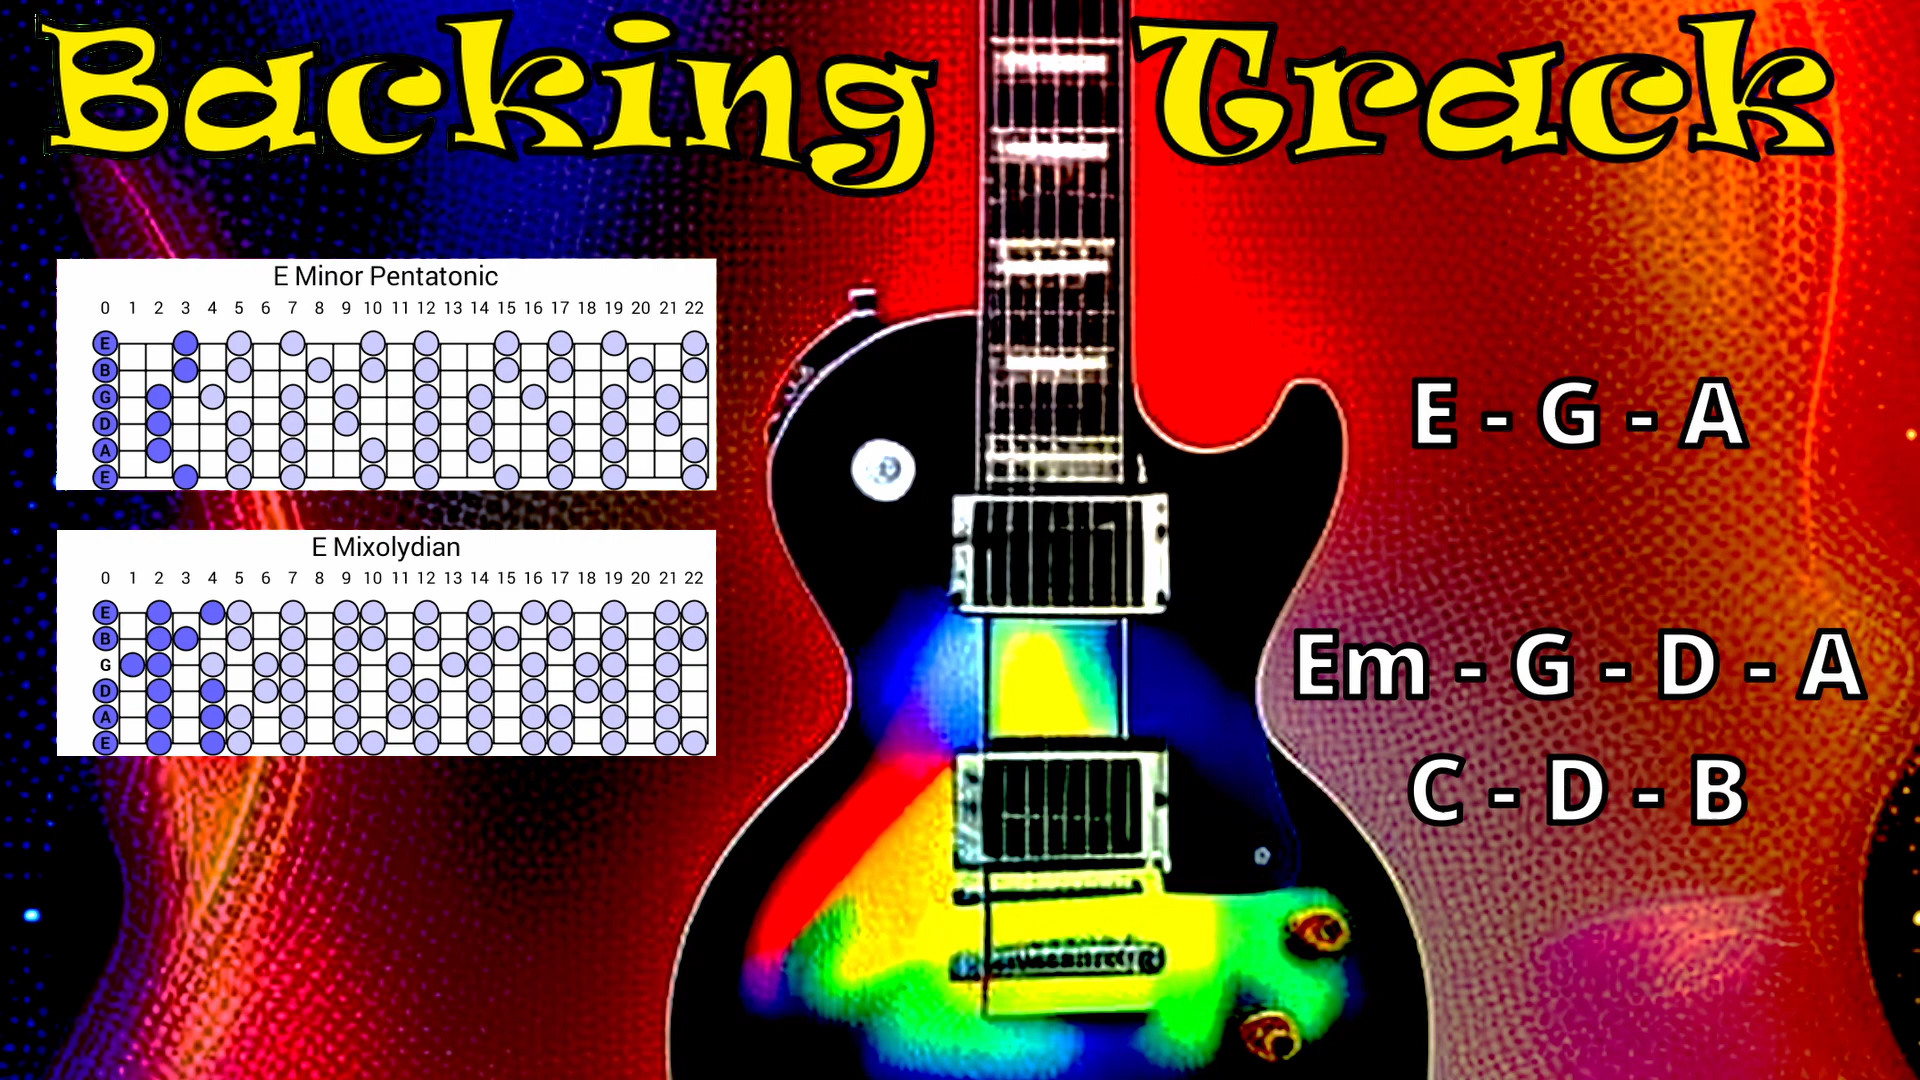 Backing Track
E Minor Pentatonic
0 1 2 3 4 5 6 7 8 9 10 11 12 13 14 15 16 17 18 19 20 21 22
E
B
G
D
A
E
E Mixolydian
0 1 2 3 4 5 6 7 8 9 10 11 12 13 14 15 16 17 18 19 20 21 22
E
B
G
D
A
E
E - G - A
Em - G - D - A
C - D - B